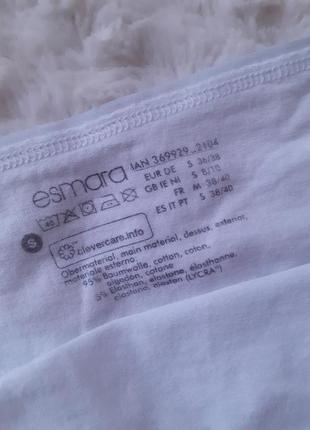 esmara
IAN 369929_2104
EUR DE S 36/38
GB IE NI S 8/10
FR M 38/40
ES IT PT S 38/40
40
S
clevercare.info
Obermaterial, main material, dessus, exterior,
materiale esterno:
95% Baumwolle, cotton, coton,
algodón, cotone
5% Elasthan, elastane, élasthanne,
elastano, elastan (LYCRA®)